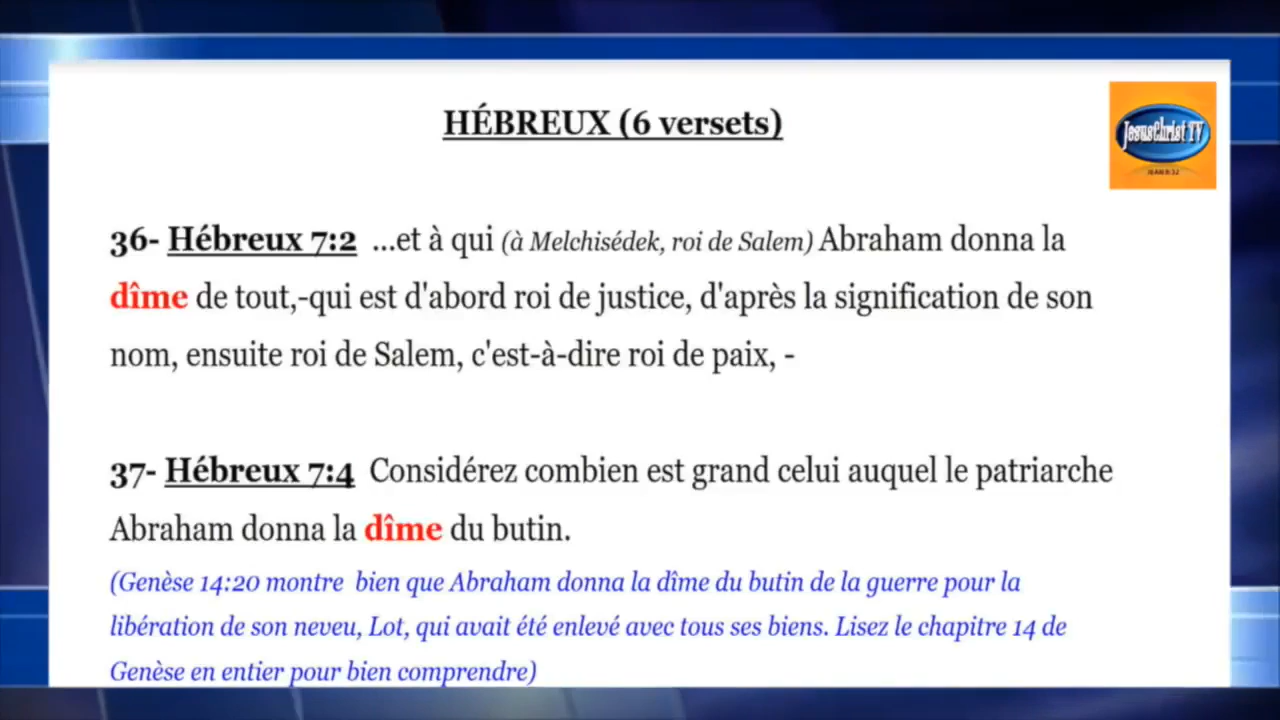 HÉBREUX (6 versets)
JesusChrist TV
JEAN 8:32
36- Hébreux 7:2 ...et à qui (à Melchisédek, roi de Salem) Abraham donna la
dîme de tout,-qui est d'abord roi de justice, d'après la signification de son
nom, ensuite roi de Salem, c'est-à-dire roi de paix, -
37- Hébreux 7:4 Considérez combien est grand celui auquel le patriarche
Abraham donna la dîme du butin.
(Genèse 14:20 montre bien que Abraham donna la dîme du butin de la guerre pour la
libération de son neveu, Lot, qui avait été enlevé avec tous ses biens. Lisez le chapitre 14 de
Genèse en entier pour bien comprendre)